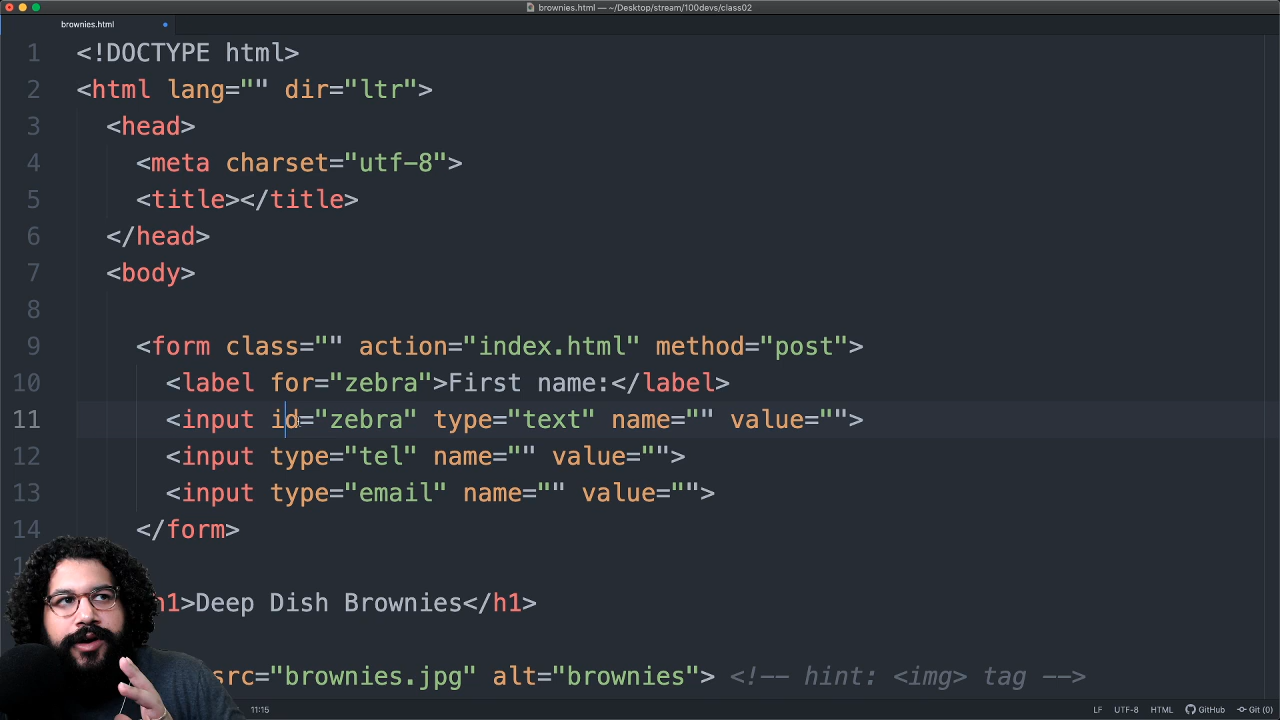 brownies.html — ~/Desktop/stream/100devs/class02
brownies.html
1 <!DOCTYPE html>
2 <html lang="" dir="ltr">
3 <head>
4 <meta charset="utf-8">
5 <title></title>
6 </head>
7 <body>
8
9 <form class="" action="index.html" method="post">
10 <label for="zebra">First name:</label>
11 <input id="zebra" type="text" name="" value="">
12 <input type="tel" name="" value="">
13 <input type="email" name="" value="">
14 </form>
h1>Deep Dish Brownies</h1>
src="brownies.jpg" alt="brownies"> <!-- hint: <img> tag -->
11:15 LF UTF-8 HTML GitHub Git (0)